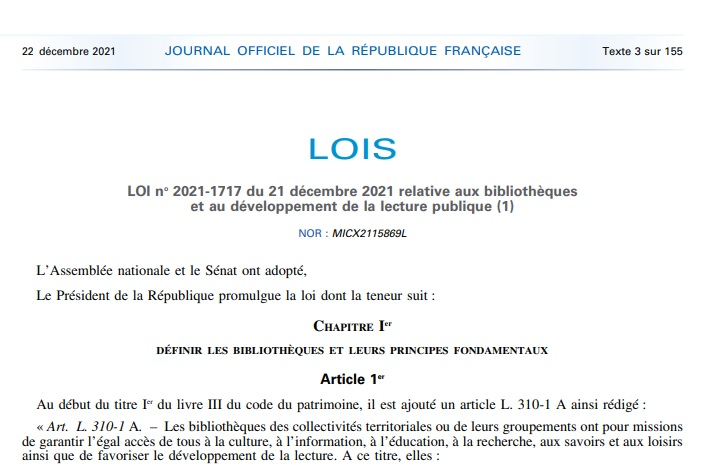 22 décembre 2021 JOURNAL OFFICIEL DE LA RÉPUBLIQUE FRANÇAISE Texte 3 sur 155
LOIS
LOI nᵒ 2021-1717 du 21 décembre 2021 relative aux bibliothèques
et au développement de la lecture publique (1)
NOR : MICX2115869L
L’Assemblée nationale et le Sénat ont adopté,
Le Président de la République promulgue la loi dont la teneur suit :
CHAPITRE Iᵉʳ
DÉFINIR LES BIBLIOTHÈQUES ET LEURS PRINCIPES FONDAMENTAUX
Article 1ᵉʳ
Au début du titre Iᵉʳ du livre III du code du patrimoine, il est ajouté un article L. 310-1 A ainsi rédigé :
« Art. L. 310-1 A. – Les bibliothèques des collectivités territoriales ou de leurs groupements ont pour missions
de garantir l’égal accès de tous à la culture, à l’information, à l’éducation, à la recherche, aux savoirs et aux loisirs
ainsi que de favoriser le développement de la lecture. A ce titre, elles :